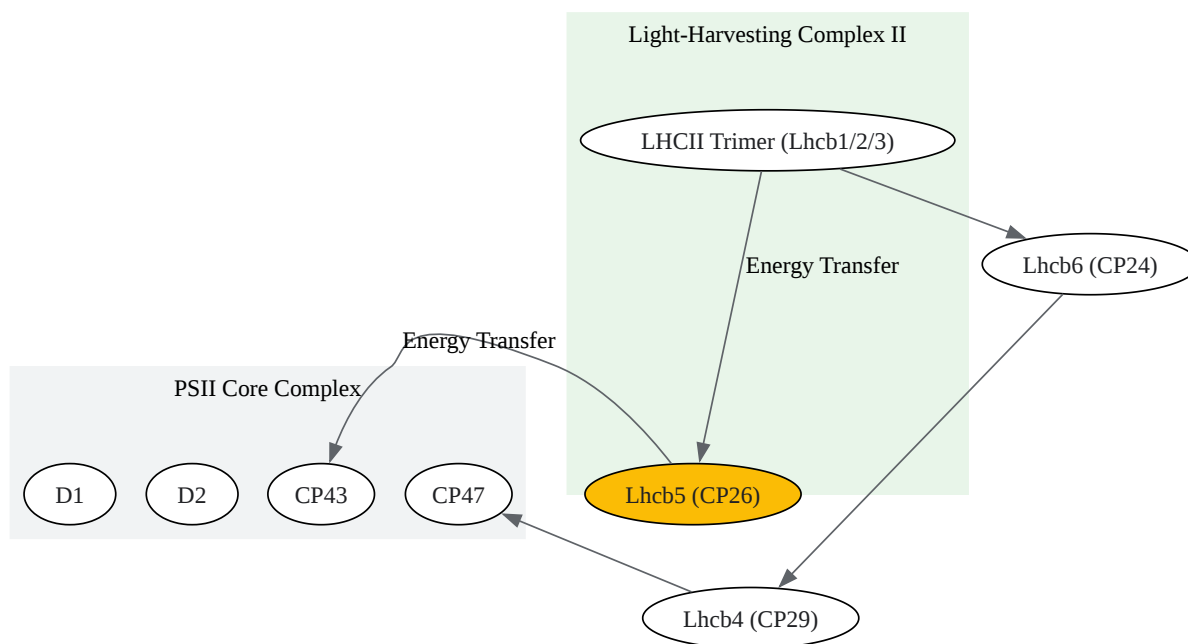 Light-Harvesting Complex II
LHCII Trimer (Lhcb1/2/3)
Energy Transfer
Lhcb6 (CP24)
Energy Transfer
PSII Core Complex
D1
D2
CP43
CP47
Lhcb5 (CP26)
Lhcb4 (CP29)